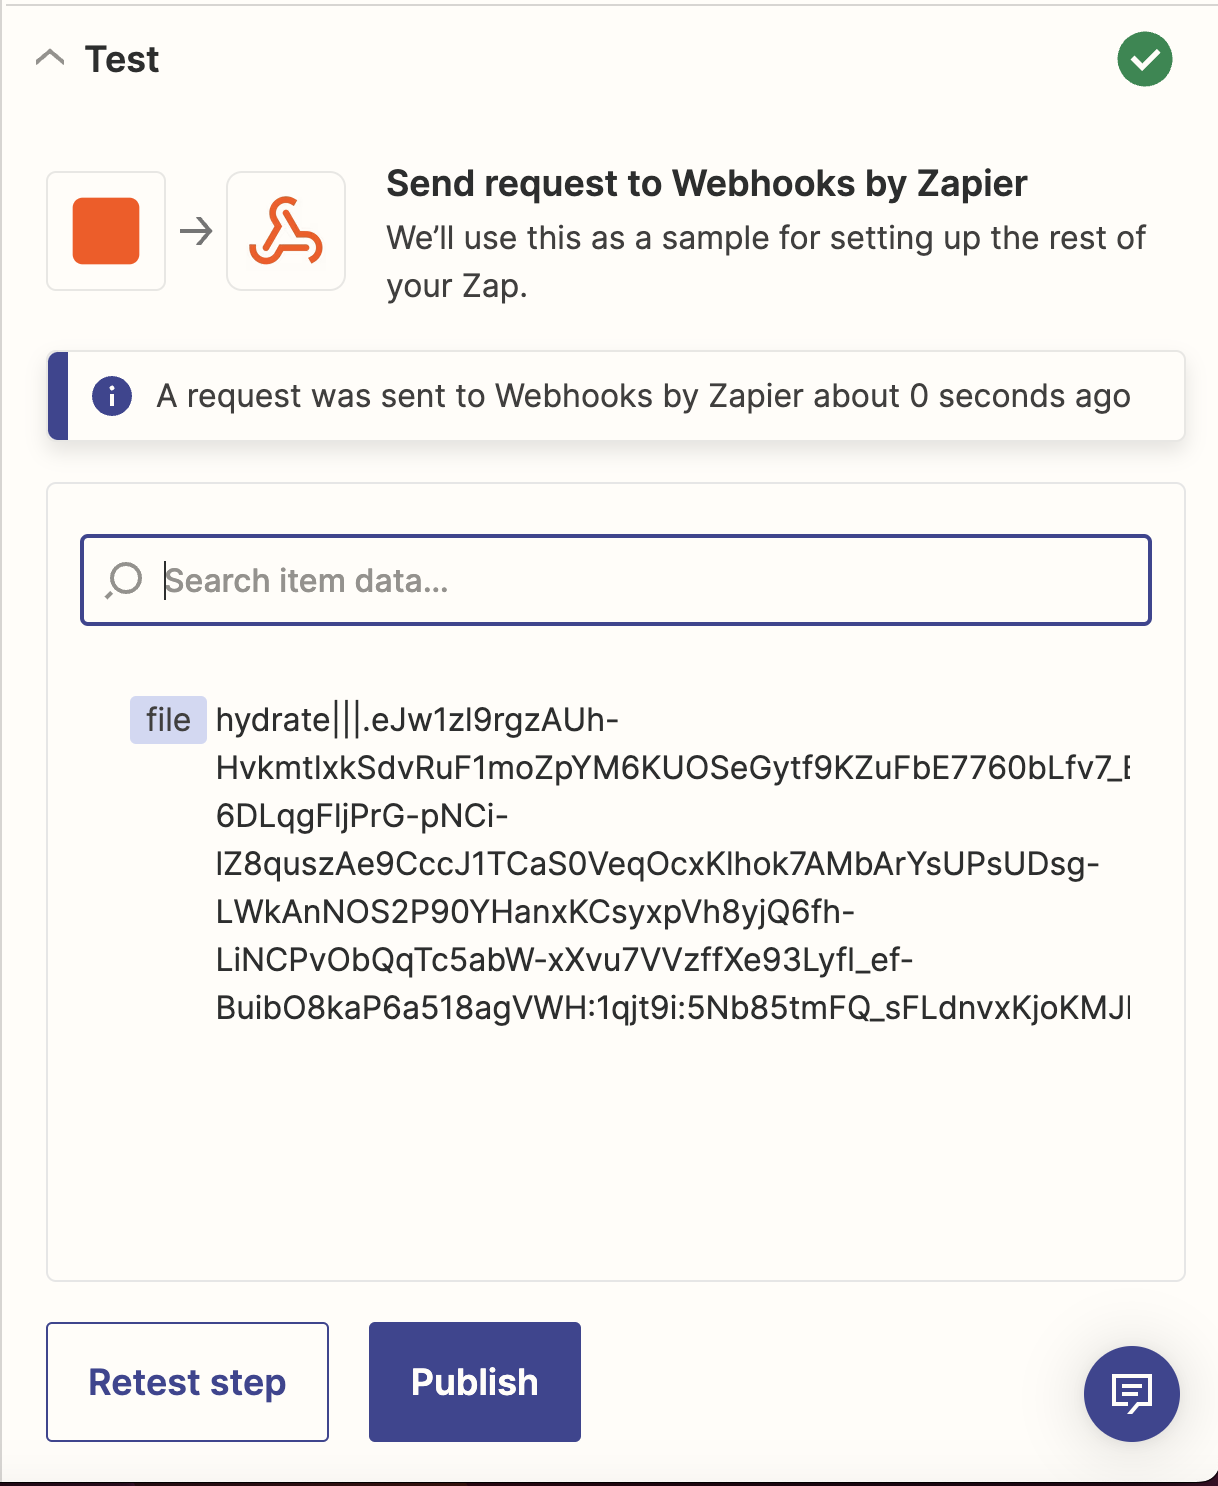 Test
Send request to Webhooks by Zapier
We’ll use this as a sample for setting up the rest of
your Zap.
A request was sent to Webhooks by Zapier about 0 seconds ago
Search item data...
file hydrate|||.eJw1zl9rgzAUh-
HvkmtlxkSdvRuF1moZpYM6KUOSeGytf9KZuFbE7760bLfv7_
6DLqgFljPrG-pNCi-
lZ8quszAe9CccJ1TCaS0VeqOcxKlhok7AMbArYsUPsUDsg-
LWkAnNOS2P90YHanxKCsyxpVh8yjQ6fh-
LiNCPvObQqTc5abW-xXvu7VVzffXe93Lyfl_ef-
BuibO8kaP6a518agVWH:1qjt9i:5Nb85tmFQ_sFLdnvxKjoKMJ
Retest step
Publish